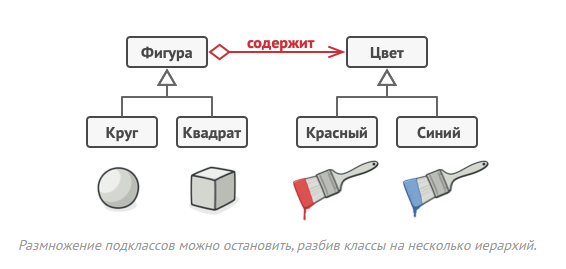 содержит
Фигура
Цвет
Круг
Квадрат
Красный
Синий
Размножение подклассов можно остановить, разбив классы на несколько иерархий.